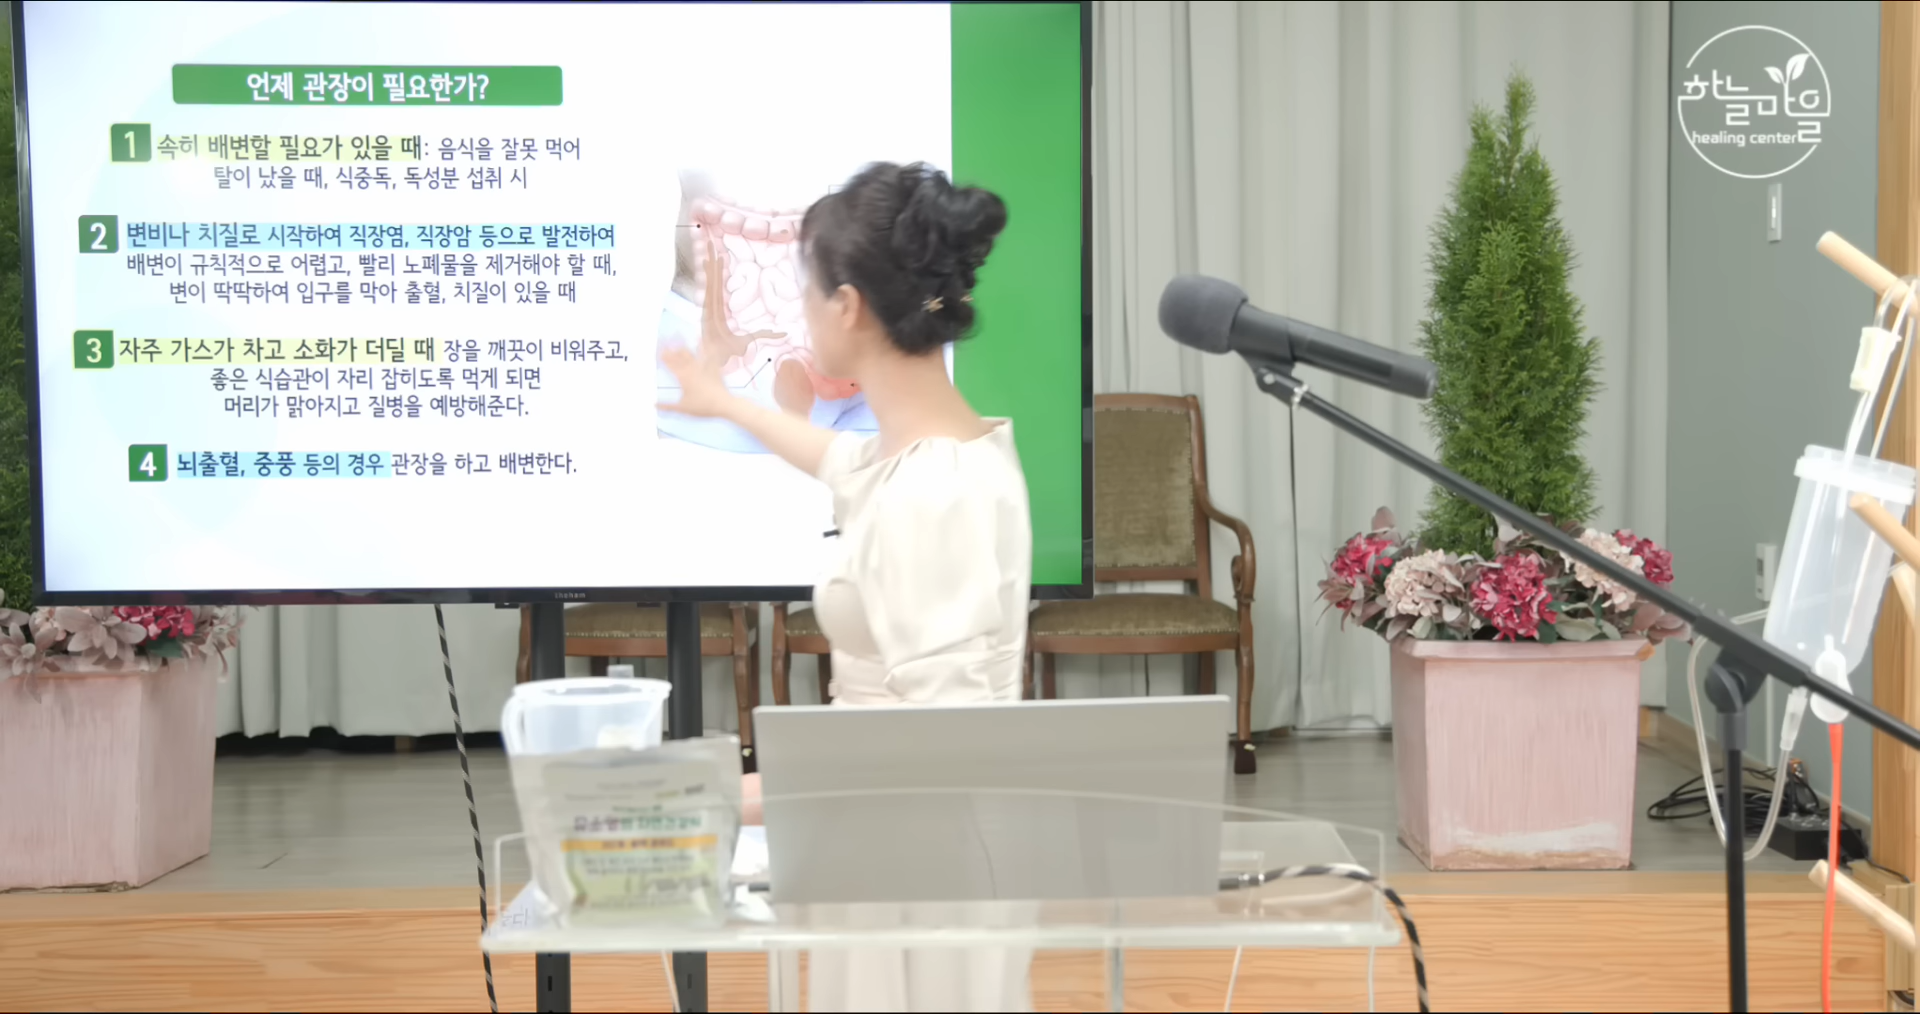 언제 관장이 필요한가?
1 속히 배변할 필요가 있을 때: 음식을 잘못 먹어
탈이 났을 때, 식중독, 독성분 섭취 시
2 변비나 치질로 시작하여 직장염, 직장암 등으로 발전하여
배변이 규칙적으로 어렵고, 빨리 노폐물을 제거해야 할 때,
변이 딱딱하여 입구를 막아 출혈, 치질이 있을 때
3 자주 가스가 차고 소화가 더딜 때 장을 깨끗이 비워주고,
좋은 식습관이 자리 잡히도록 먹게 되면
머리가 맑아지고 질병을 예방해준다.
4 뇌출혈, 중풍 등의 경우 관장을 하고 배변한다.
하늘마을
healing center